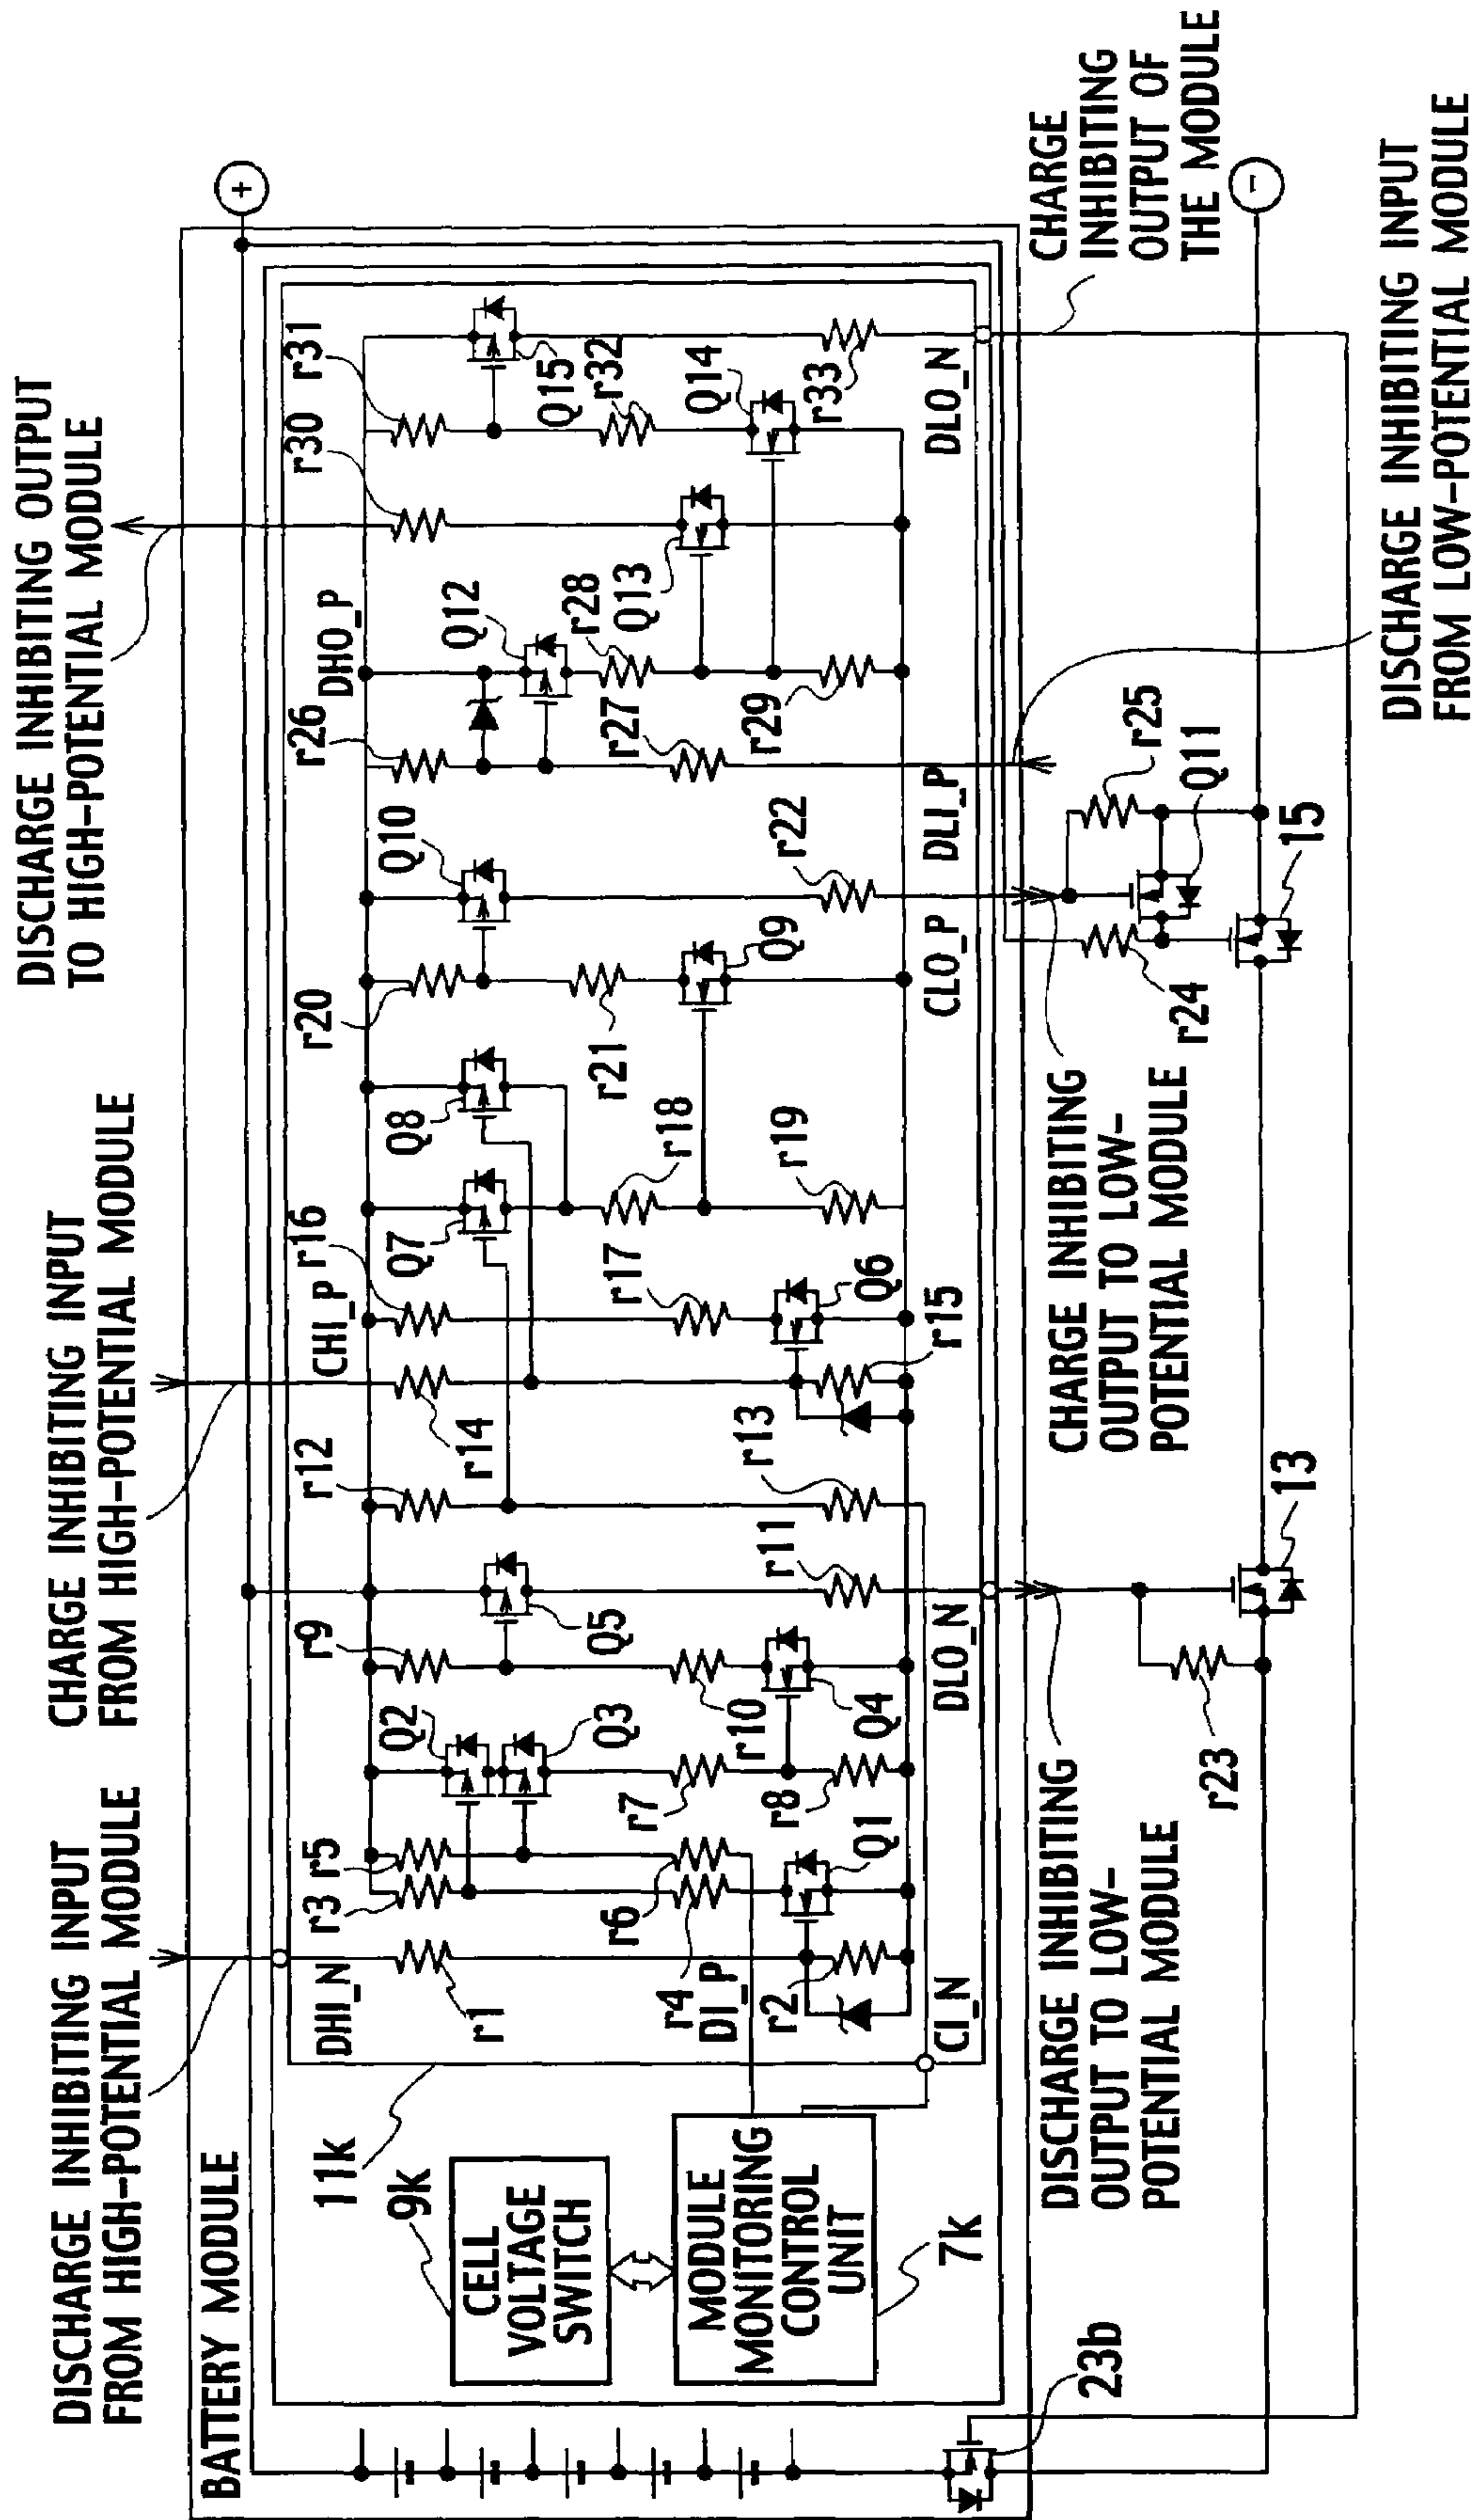 DISCHARGE INHIBITING INPUT
FROM HIGH-POTENTIAL MODULE
CHARGE INHIBITING INPUT
FROM HIGH-POTENTIAL MODULE
DISCHARGE INHIBITING OUTPUT
TO HIGH-POTENTIAL MODULE
BATTERY MODULE
+
11k
9k
CELL
VOLTAGE
SWITCH
MODULE
MONITORING
CONTROL
UNIT
7k
23b
DHI_N
r1
r3
r5
Q2
Q3
r9
Q5
r12
r14
CHI_P
r16
Q7
Q8
r20
Q10
r26
DHO_P
Q12
r30
r31
Q15
r4
DI_P
r6
r7
r10
r17
r18
r21
r27
r28
Q13
r32
Q14
r2
Q1
r8
Q4
r11
r13
r15
Q6
r19
Q9
r22
r29
r33
CI_N
DLO_N
CLO_P
DLI_P
DLO_N
DISCHARGE INHIBITING
OUTPUT TO LOW-
POTENTIAL MODULE
r23
13
CHARGE INHIBITING
OUTPUT TO LOW-
POTENTIAL MODULE
r24
r25
Q11
15
CHARGE
INHIBITING
OUTPUT OF
THE MODULE
-
DISCHARGE INHIBITING INPUT
FROM LOW-POTENTIAL MODULE